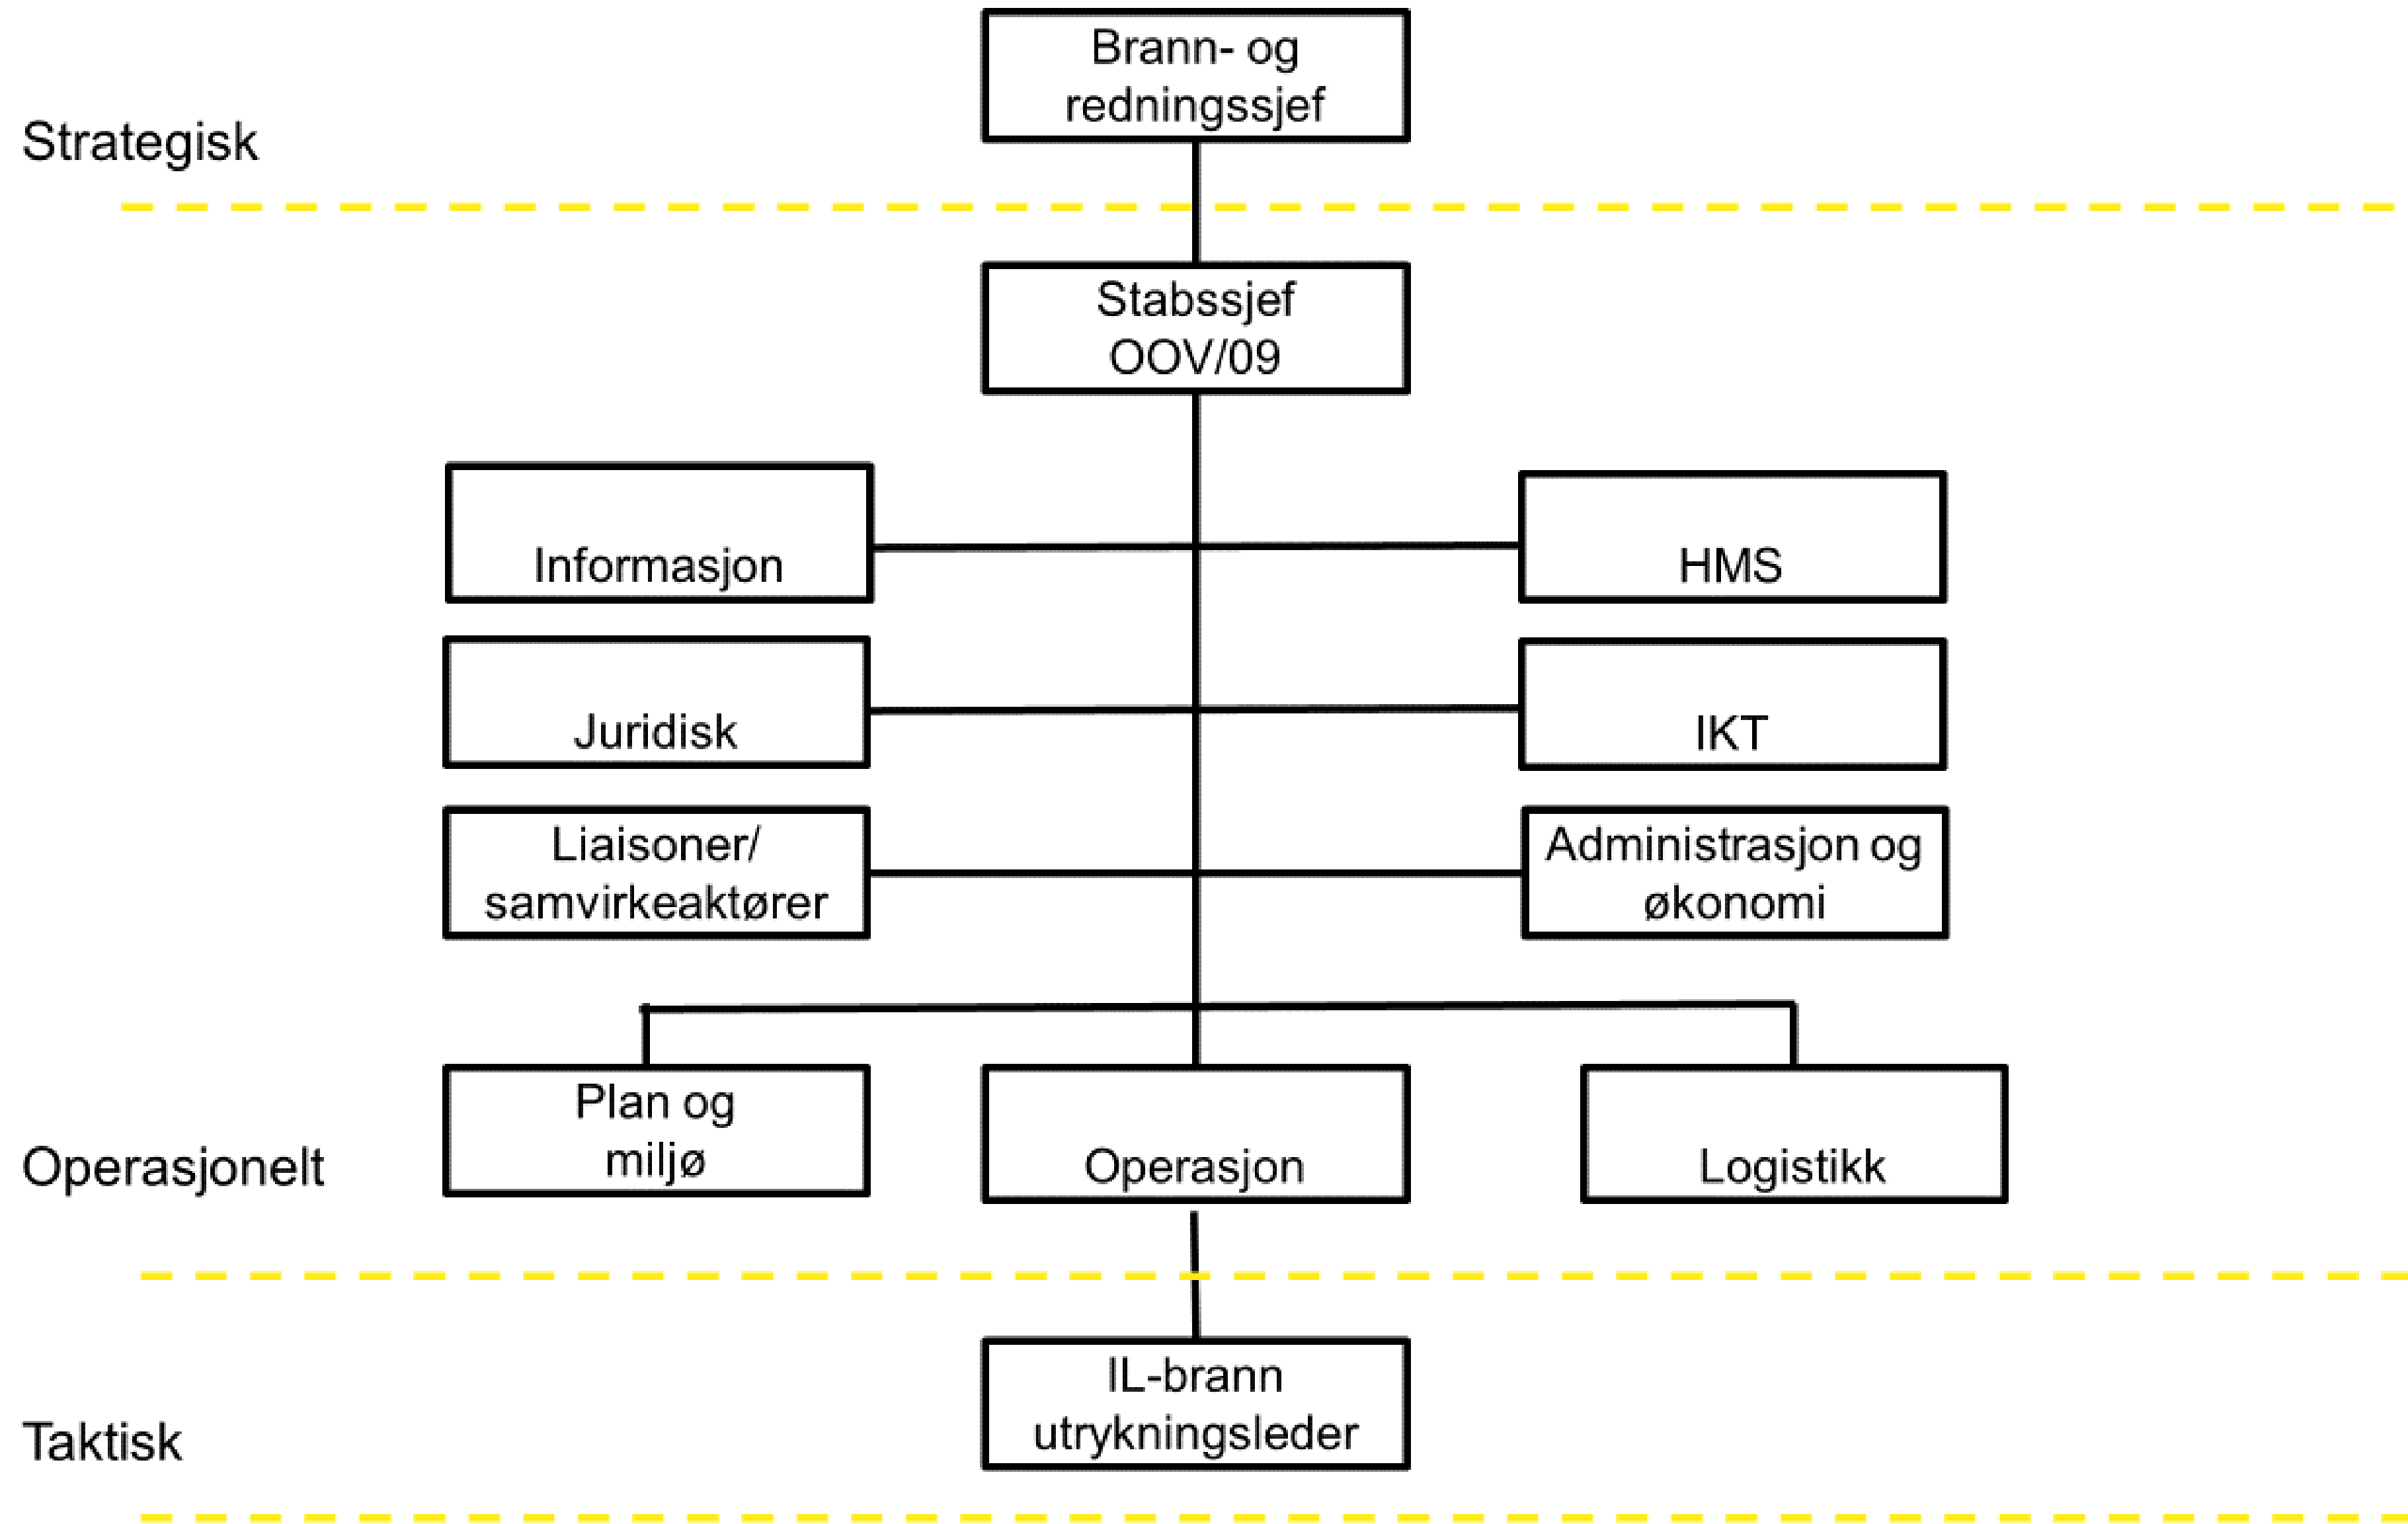 Brann- og
redningssjef
Strategisk
Stabssjef
OOV/09
Informasjon
HMS
Juridisk
IKT
Liaisoner/
samvirkeaktører
Administrasjon og
økonomi
Plan og
miljø
Operasjonelt
Operasjon
Logistikk
IL-brann
utrykningsleder
Taktisk